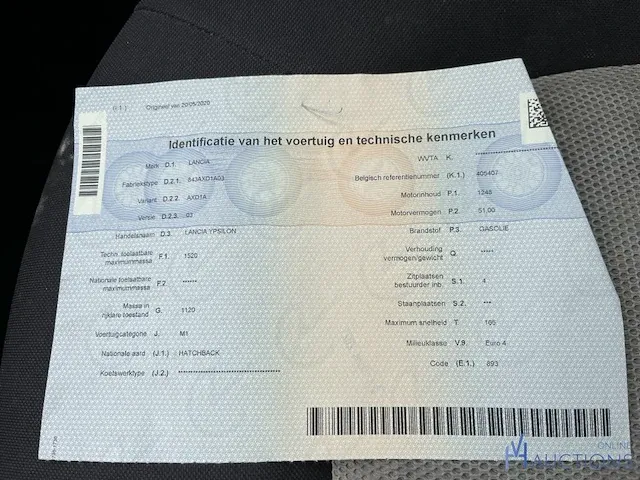 (I.1.) Origineel van 20/05/2020
Identificatie van het voertuig en technische kenmerken
Merk D.1. LANCIA
Fabriekstype D.2.1. 843AXD1A03
Variant D.2.2. AXD1A
Versie D.2.3. 03
Handelsnaam D.3. LANCIA YPSILON
Techn. toelaatbare
maximummassa F.1. 1520
Nationale toelaatbare
maximummassa F.2. ******
Massa in
rijklare toestand G. 1120
Voertuigcategorie J. M1
Nationale aard (J.1.) HATCHBACK
Koetswerktype (J.2.)
WVTA K.
Belgisch referentienummer (K.1.) 405407
Motorinhoud P.1. 1248
Motorvermogen P.2. 51,00
Brandstof P.3. GASOLIE
Verhouding
vermogen/gewicht Q. *****
Zitplaatsen
bestuurder inb. S.1. 4
Staanplaatsen S.2. ***
Maximum snelheid T. 165
Milieuklasse V.9. Euro 4
Code (E.1.) 893
ONLINE
AUCTIONS